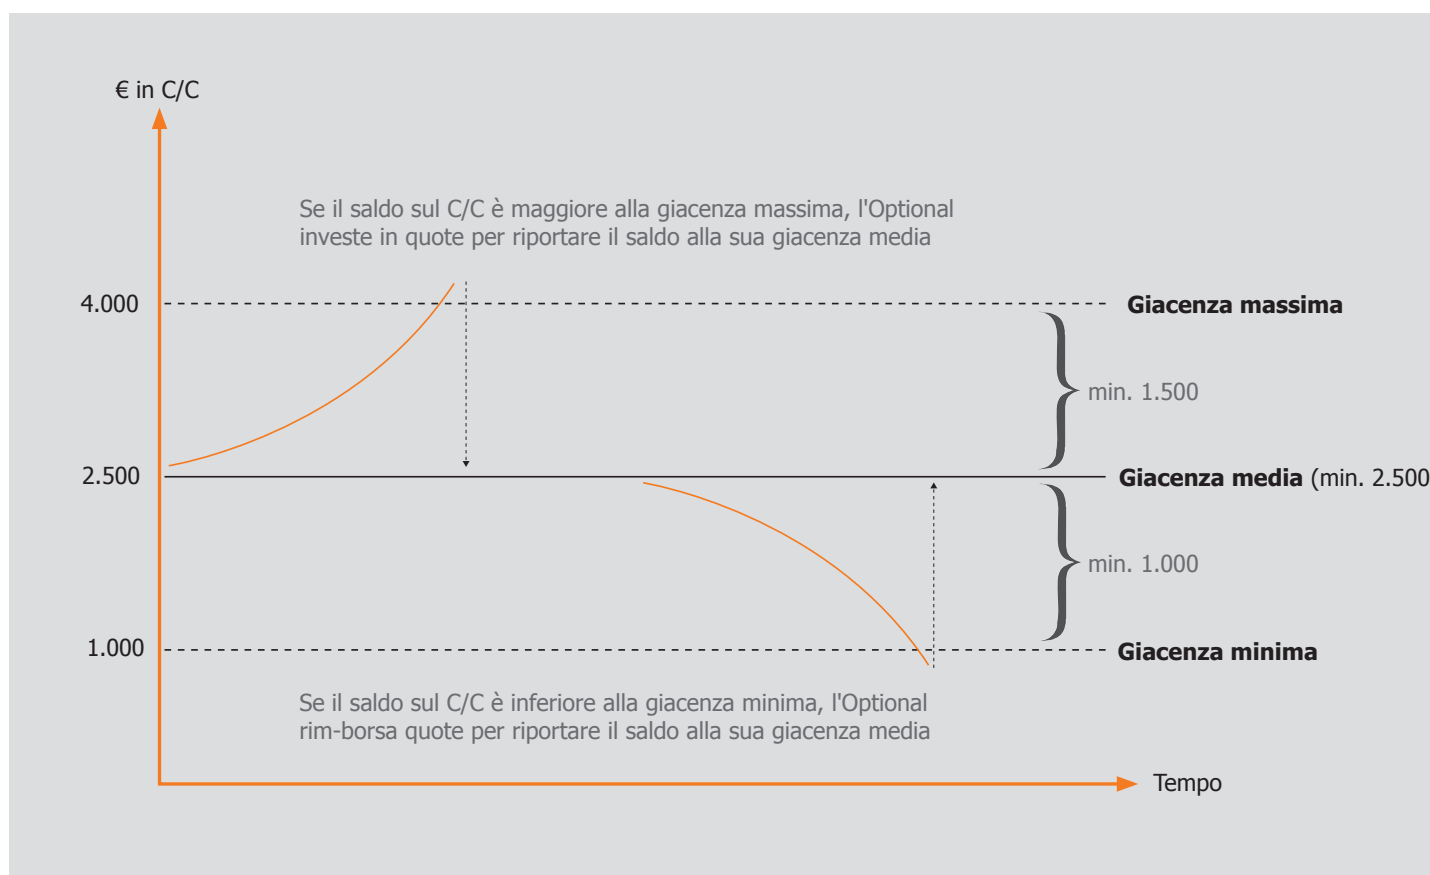 € in C/C
Se il saldo sul C/C è maggiore alla giacenza massima, l'Optional
investe in quote per riportare il saldo alla sua giacenza media
4.000
Giacenza massima
min. 1.500
2.500
Giacenza media (min. 2.500
min. 1.000
1.000
Giacenza minima
Se il saldo sul C/C è inferiore alla giacenza minima, l'Optional
rim-borsa quote per riportare il saldo alla sua giacenza media
Tempo